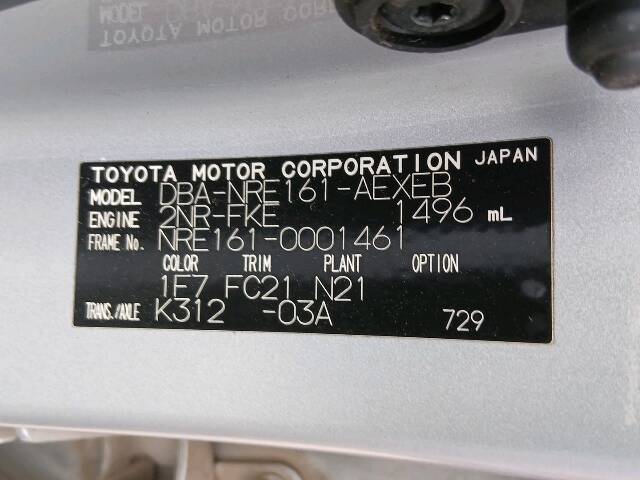 TOYOTA MOTOR CORPORATION JAPAN
MODEL DBA-NRE161-AEXEB
ENGINE 2NR-FKE 1496 mL
FRAME No. NRE161-0001461
COLOR TRIM PLANT OPTION
1F7 FC21 N21
TRANS./AXLE K312 -03A 729